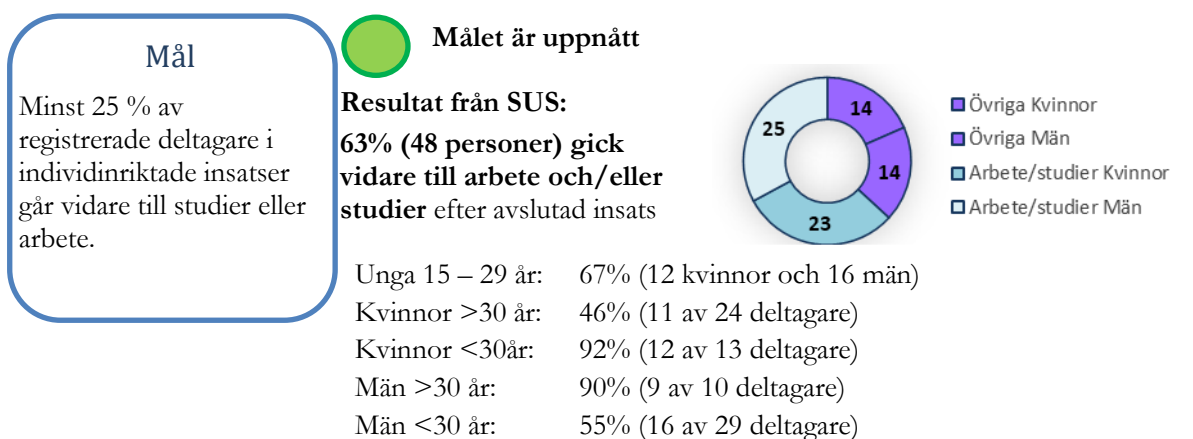 Mål
Minst 25 % av
registrerade deltagare i
individinriktade insatser
går vidare till studier eller
arbete.
Målet är uppnått
Resultat från SUS:
63% (48 personer) gick
vidare till arbete och/eller
studier efter avslutad insats
14
14
23
25
Övriga Kvinnor
Övriga Män
Arbete/studier Kvinnor
Arbete/studier Män
Unga 15 – 29 år: 67% (12 kvinnor och 16 män)
Kvinnor >30 år: 46% (11 av 24 deltagare)
Kvinnor <30år: 92% (12 av 13 deltagare)
Män >30 år: 90% (9 av 10 deltagare)
Män <30 år: 55% (16 av 29 deltagare)